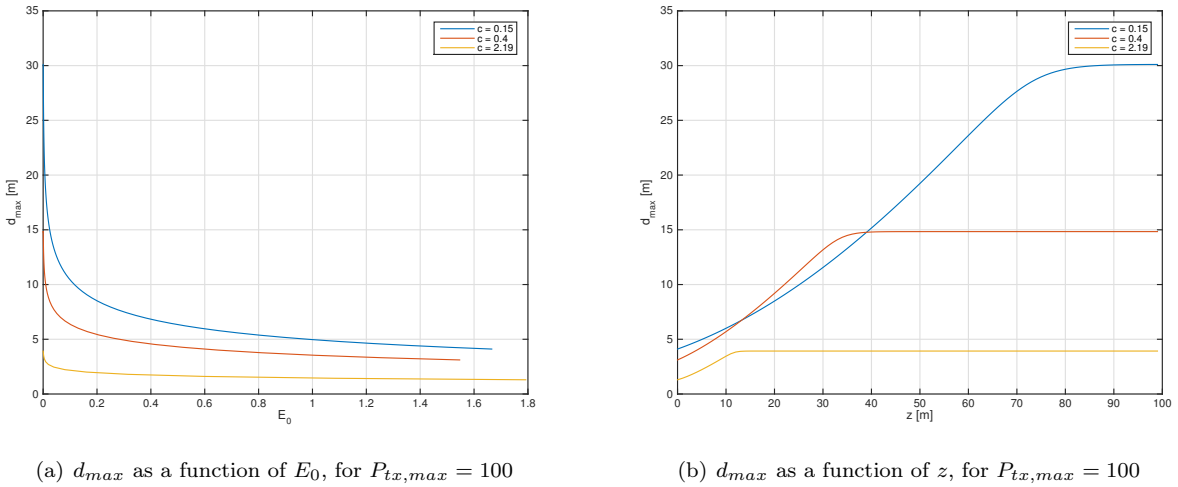 35
30
25
20
15
10
5
0
d_max [m]
0 0.2 0.4 0.6 0.8 1 1.2 1.4 1.6 1.8
E_0
c = 0.15
c = 0.4
c = 2.19
(a) d_max as a function of E_0, for P_tx,max = 100
35
30
25
20
15
10
5
0
d_max [m]
0 10 20 30 40 50 60 70 80 90 100
z [m]
c = 0.15
c = 0.4
c = 2.19
(b) d_max as a function of z, for P_tx,max = 100